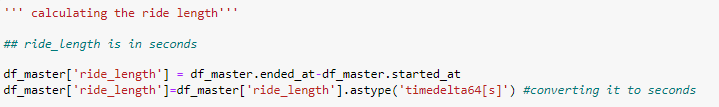 ''' calculating the ride length'''
## ride_length is in seconds
df_master['ride_length'] = df_master.ended_at-df_master.started_at
df_master['ride_length']=df_master['ride_length'].astype('timedelta64[s]') #converting it to seconds